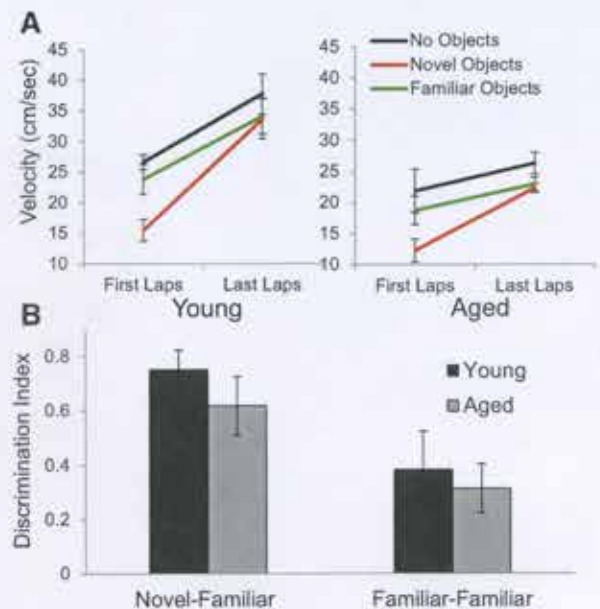 A
Velocity (cm/sec)
45
40
35
30
25
20
15
10
First Laps
Last Laps
Young
45
40
35
30
25
20
15
10
First Laps
Last Laps
Aged
No Objects
Novel Objects
Familiar Objects
B
Discrimination Index
0.8
0.6
0.4
0.2
0
Young
Aged
Novel-Familiar
Familiar-Familiar